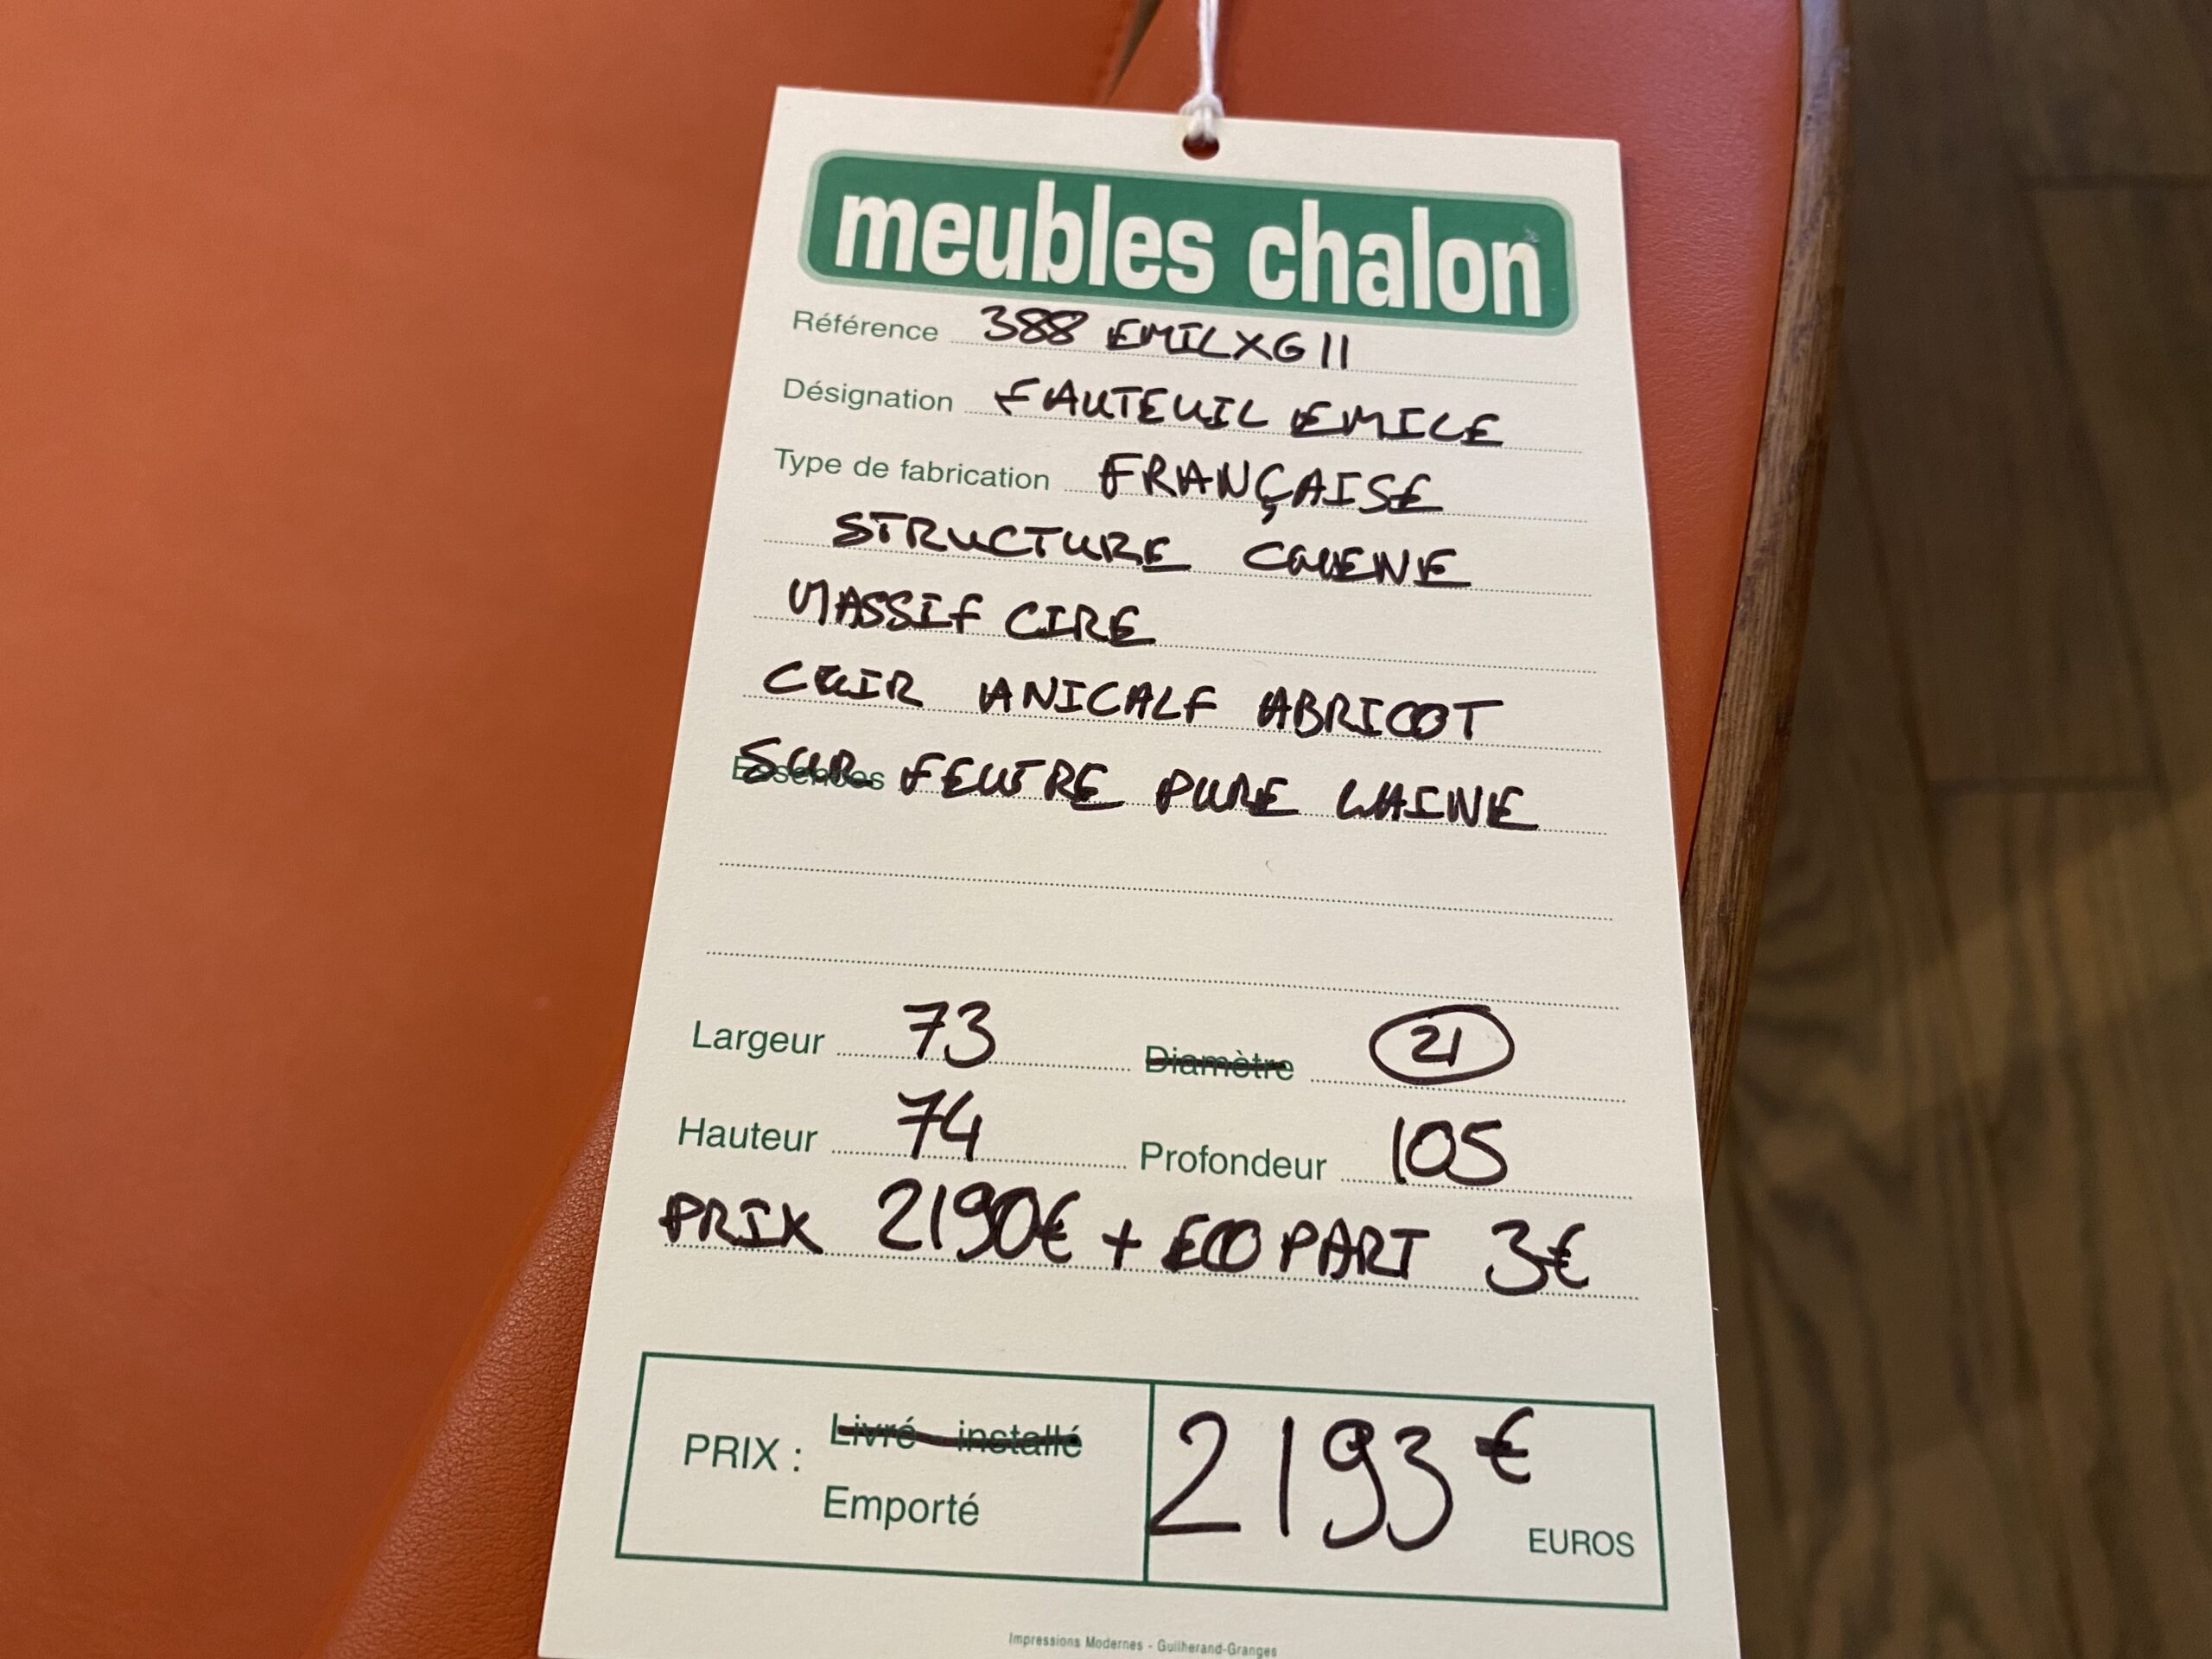 meubles chalon
Référence 388 EMILXG11
Désignation FAUTEUIL EMILE
Type de fabrication FRANÇAISE
STRUCTURE CHENE
MASSIF CIRE
CUIR ANICALF ABRICOT
Essences SUR FEUTRE PURE LAINE
Largeur 73 Diamètre 21
Hauteur 74 Profondeur 105
PRIX 2190€ + ECO PART 3€
PRIX : Livré - installé
Emporté
2193 €
EUROS
Impressions Modernes - Guilherand-Granges